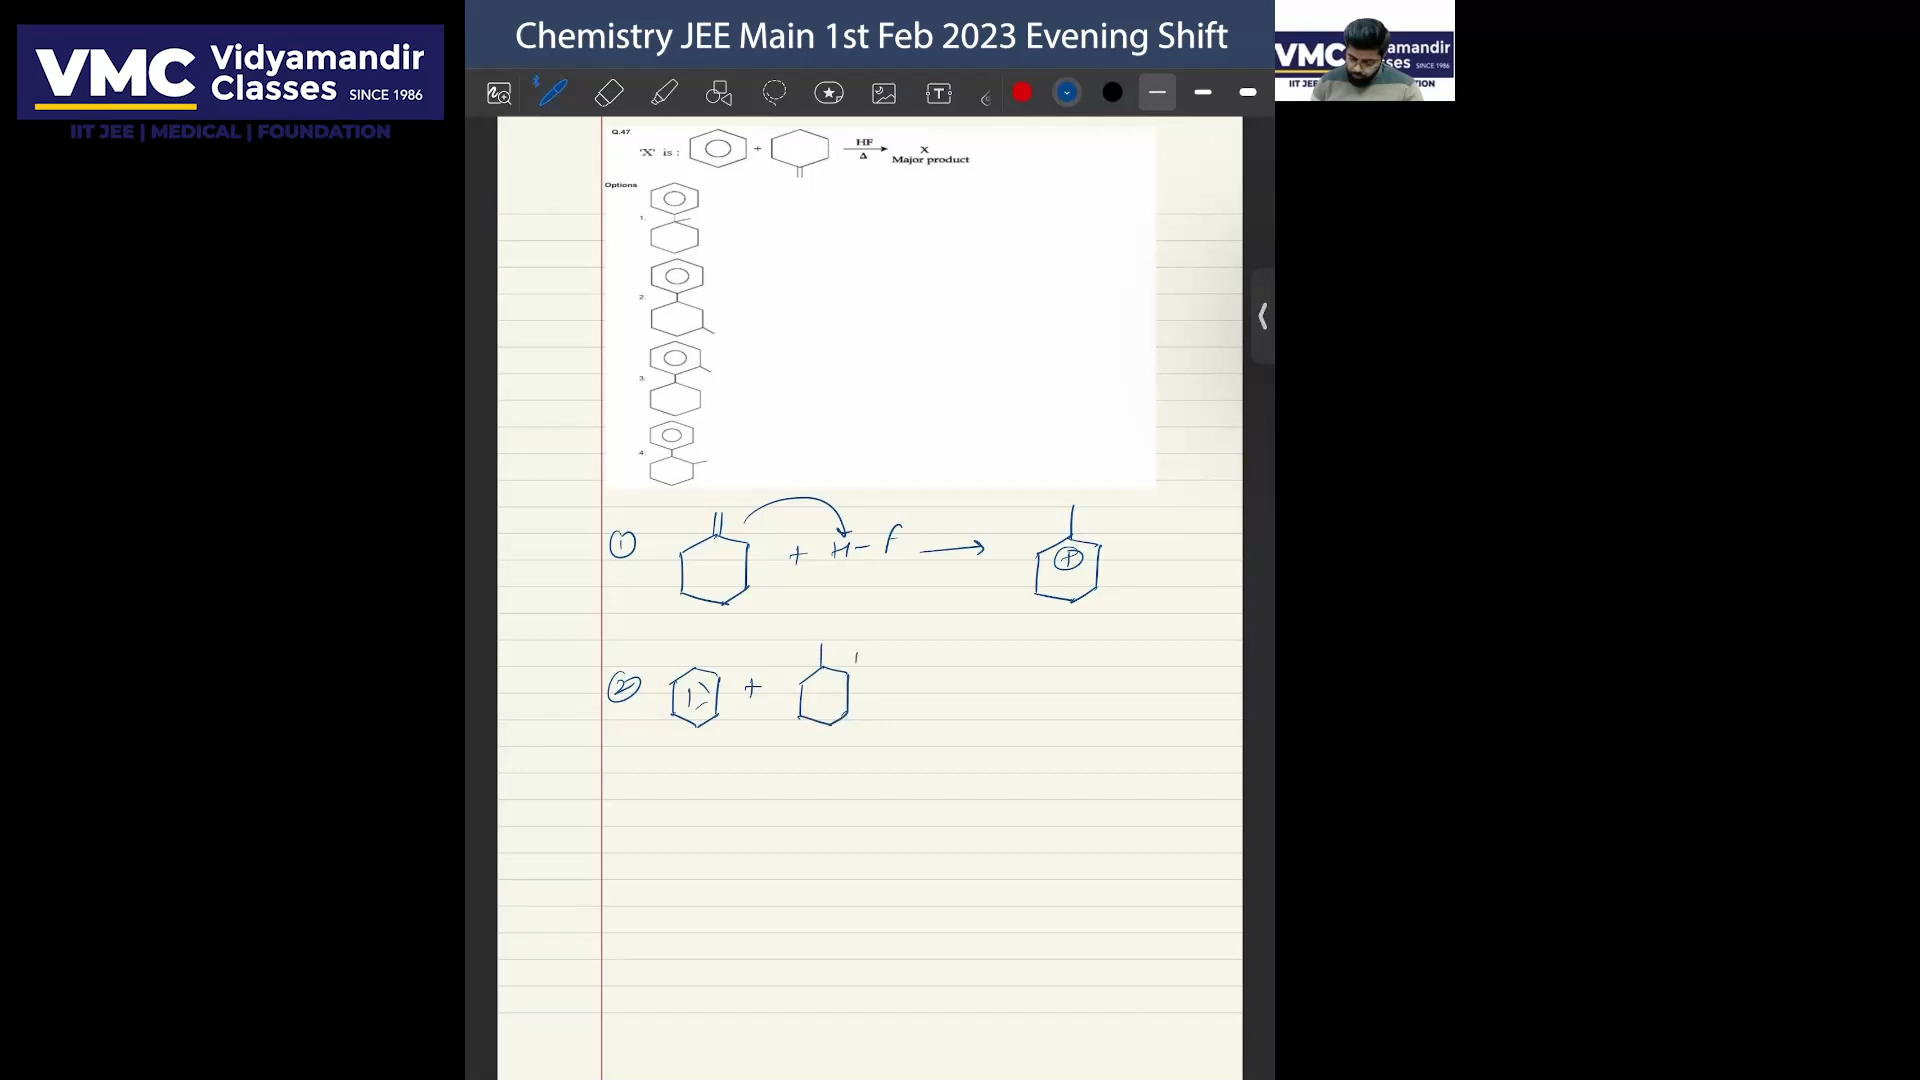 Chemistry JEE Main 1st Feb 2023 Evening Shift
VMC Vidyamandir Classes SINCE 1986
IIT JEE | MEDICAL | FOUNDATION
Q.47
'X' is : + HF Δ X
Major product
Options
1.
2.
3.
4.
① + H - F ⊕
② +